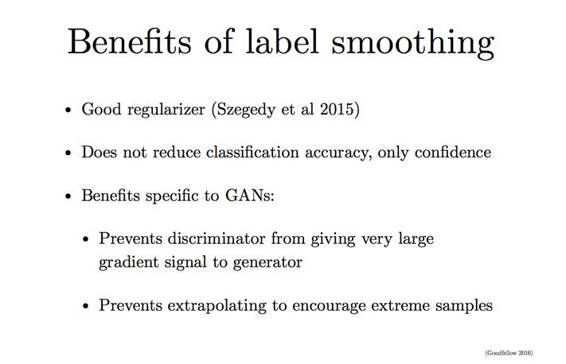 Benefits of label smoothing
• Good regularizer (Szegedy et al 2015)
• Does not reduce classification accuracy, only confidence
• Benefits specific to GANs:
• Prevents discriminator from giving very large
gradient signal to generator
• Prevents extrapolating to encourage extreme samples
(Goodfellow 2016)